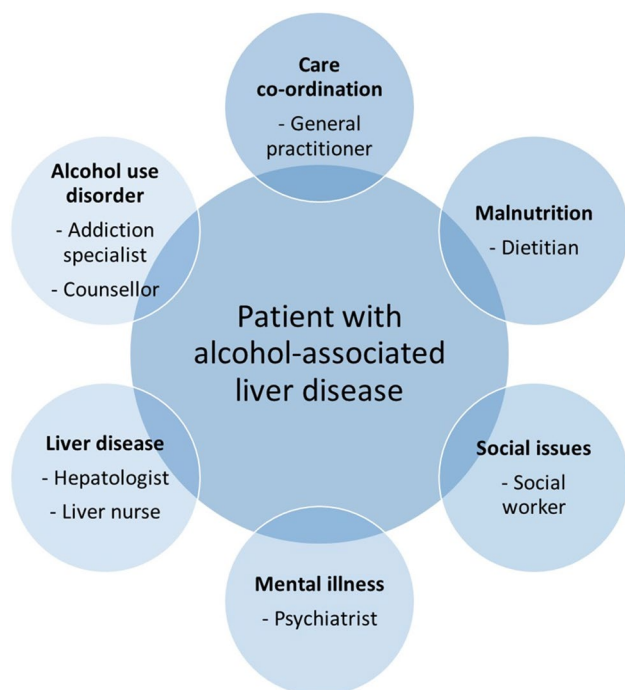 Care
co-ordination
- General
practitioner
Malnutrition
- Dietitian
Social issues
- Social
worker
Mental illness
- Psychiatrist
Liver disease
- Hepatologist
- Liver nurse
Alcohol use
disorder
- Addiction
specialist
- Counsellor
Patient with
alcohol-associated
liver disease